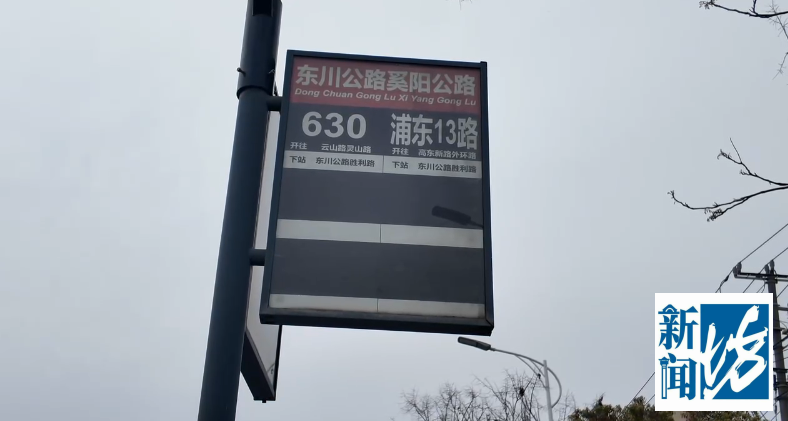 东川公路奚阳公路
Dong Chuan Gong Lu Xi Yang Gong Lu
630 浦东13路
开往 云山路灵山路 开往 高东新路外环路
下站 东川公路胜利路 下站 东川公路胜利路
新闻坊